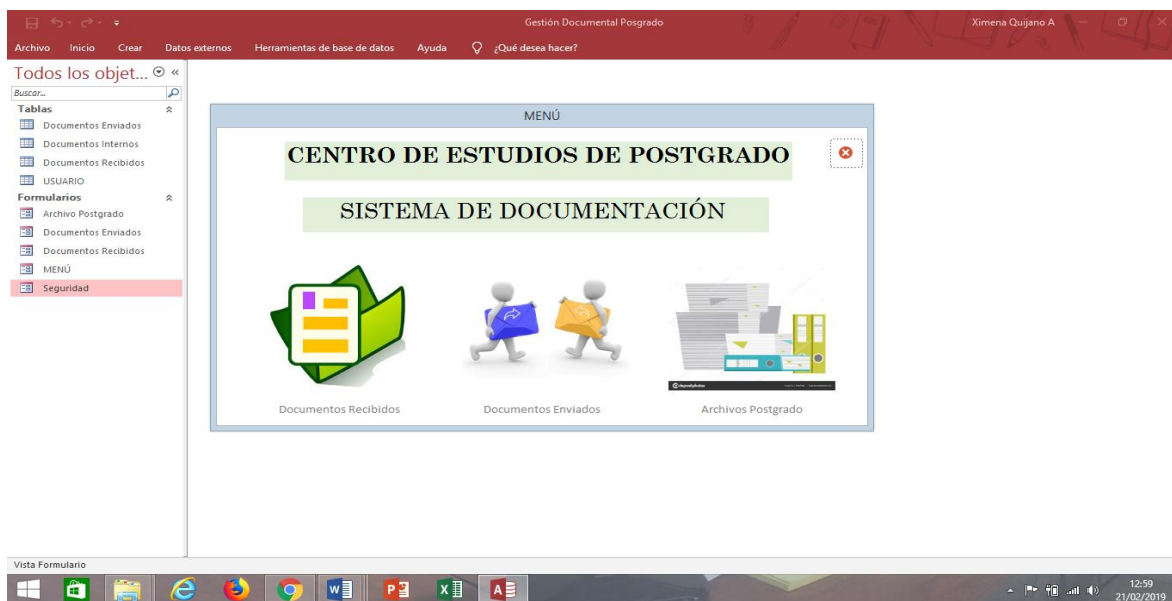 Gestión Documental Posgrado
Ximena Quijano A
Archivo Inicio Crear Datos externos Herramientas de base de datos Ayuda ¿Qué desea hacer?
Todos los objet...
Buscar...
Tablas
Documentos Enviados
Documentos Internos
Documentos Recibidos
USUARIO
Formularios
Archivo Postgrado
Documentos Enviados
Documentos Recibidos
MENÚ
Seguridad
MENÚ
CENTRO DE ESTUDIOS DE POSTGRADO
SISTEMA DE DOCUMENTACIÓN
depositphotos
Documentos Recibidos Documentos Enviados Archivos Postgrado
Vista Formulario
12:59
21/02/2019